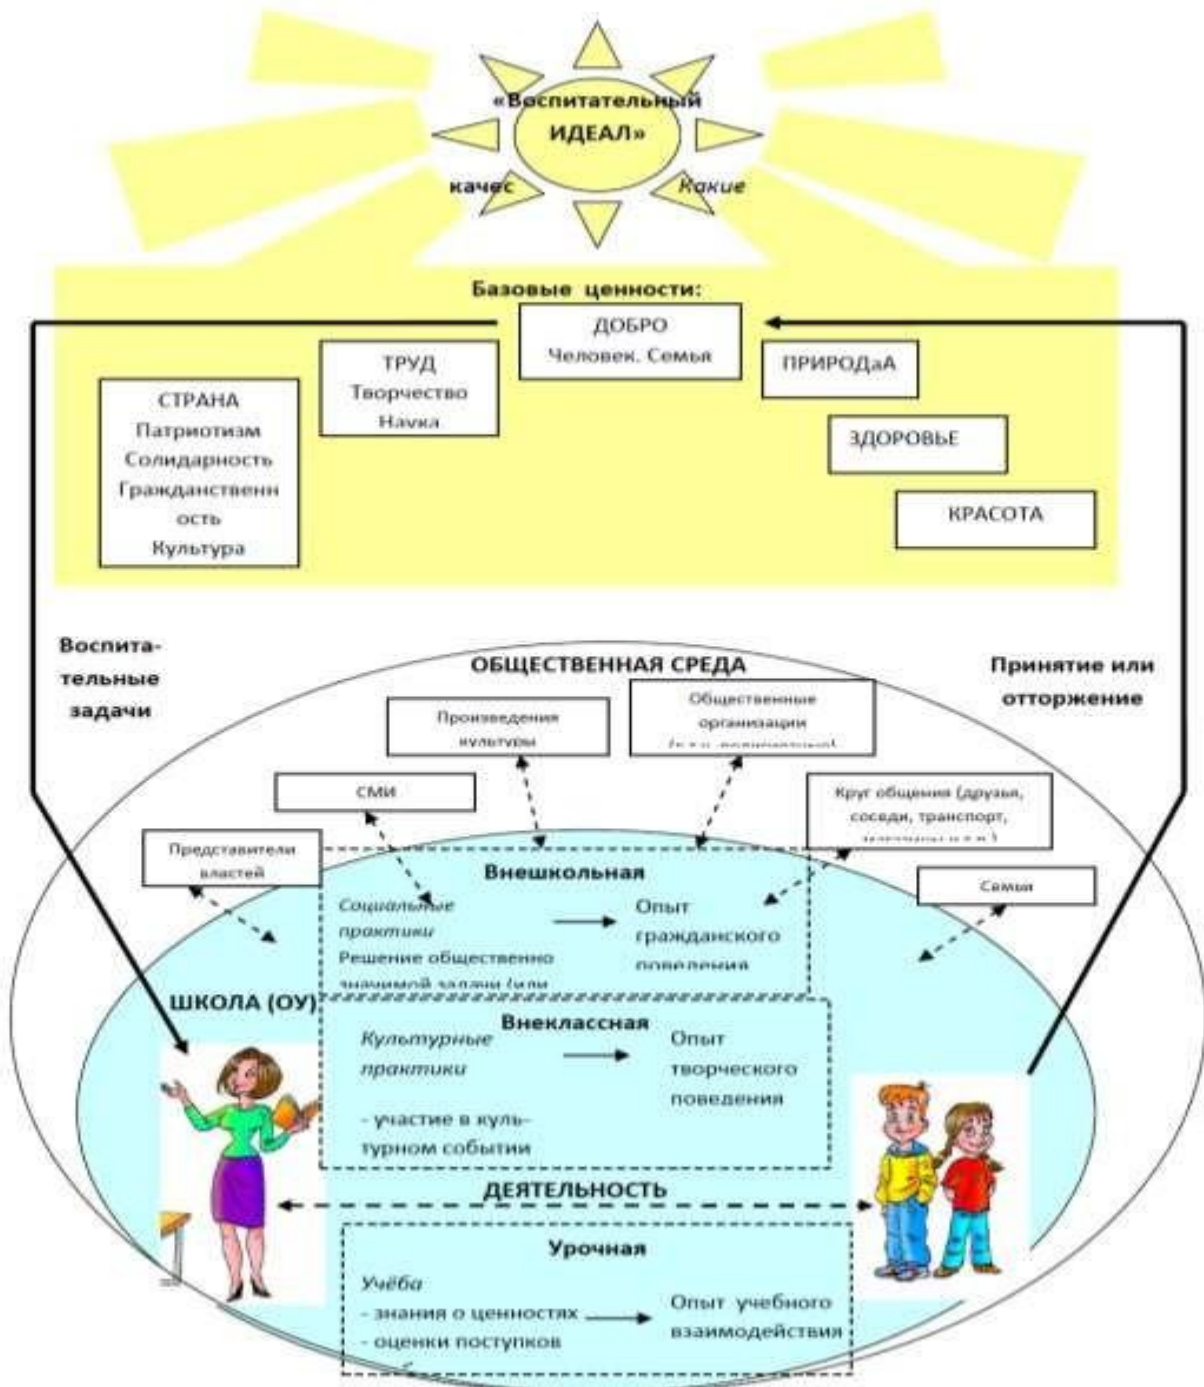 «Воспитательный
ИДЕАЛ»
качес
Какие
Базовые ценности:
ДОБРО
Человек. Семья
ТРУД
Творчество
Наука
ПРИРОДаА
СТРАНА
Патриотизм
Солидарность
Гражданственн
ость
Культура
ЗДОРОВЬЕ
КРАСОТА
Воспита-
тельные
задачи
ОБЩЕСТВЕННАЯ СРЕДА
Принятие или
отторжение
Произведения
культуры
Общественные
организации
СМИ
Круг общения (друзья,
соседи, транспорт,
Представители
властей
Семьи
Внешкольная
Социальные
практики
Решение общественно
значимой задачи (или
Опыт
гражданского
поведения
ШКОЛА (ОУ)
Внеклассная
Культурные
практики
- участие в куль-
турном событии
Опыт
творческого
поведения
ДЕЯТЕЛЬНОСТЬ
Урочная
Учёба
- знания о ценностях
- оценки поступков
Опыт учебного
взаимодействия